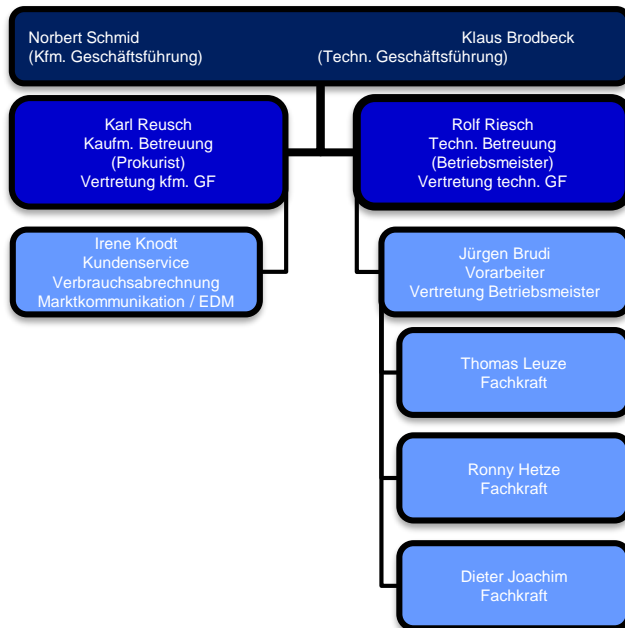 Norbert Schmid Klaus Brodbeck
(Kfm. Geschäftsführung) (Techn. Geschäftsführung)
Karl Reusch
Kaufm. Betreuung
(Prokurist)
Vertretung kfm. GF
Rolf Riesch
Techn. Betreuung
(Betriebsmeister)
Vertretung techn. GF
Irene Knodt
Kundenservice
Verbrauchsabrechnung
Marktkommunikation / EDM
Jürgen Brudi
Vorarbeiter
Vertretung Betriebsmeister
Thomas Leuze
Fachkraft
Ronny Hetze
Fachkraft
Dieter Joachim
Fachkraft